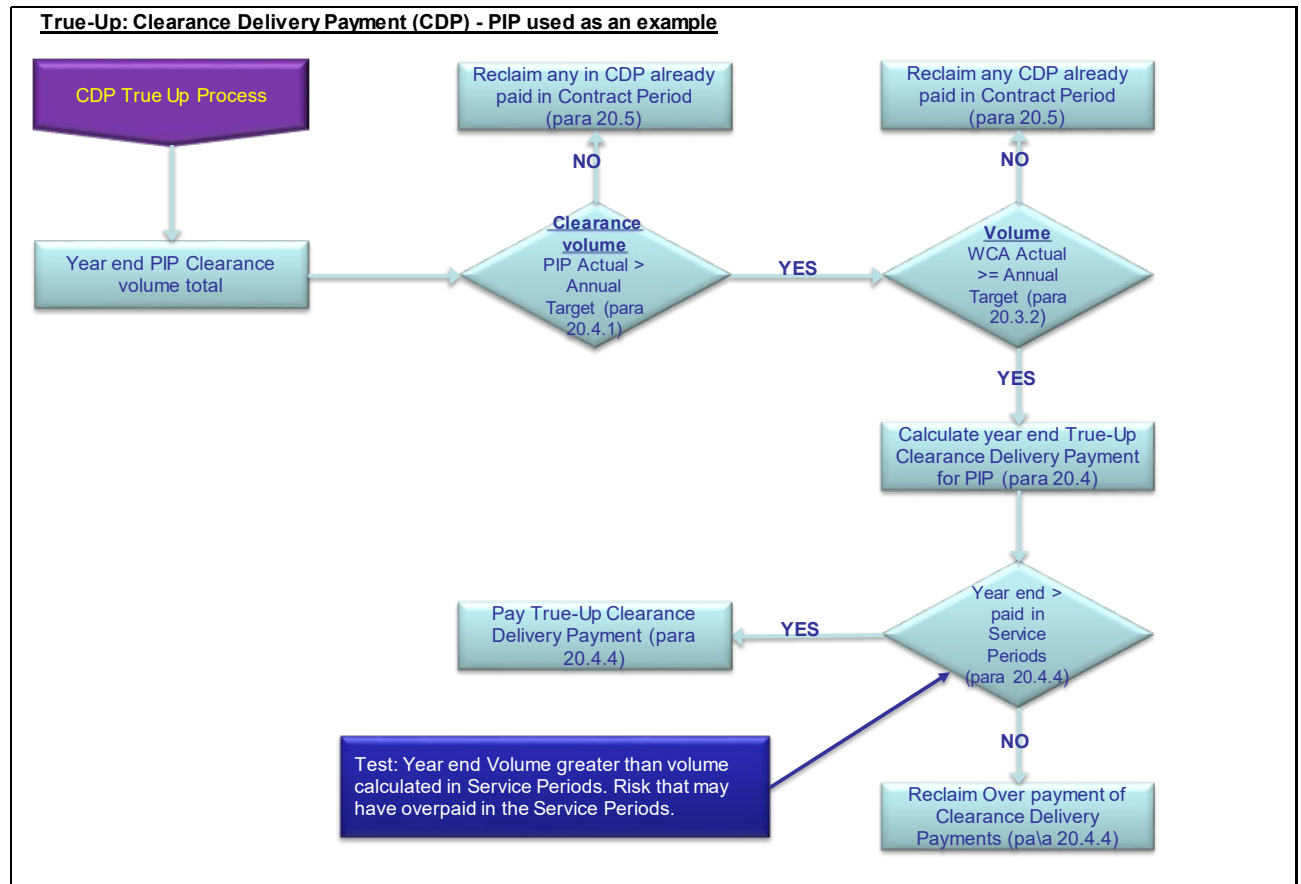 True-Up: Clearance Delivery Payment (CDP) - PIP used as an example
CDP True Up Process
Reclaim any in CDP already
paid in Contract Period
(para 20.5)
Reclaim any CDP already
paid in Contract Period
(para 20.5)
NO
NO
Year end PIP Clearance
volume total
Clearance
volume
PIP Actual >
Annual
Target (para
20.4.1)
YES
Volume
WCA Actual
>= Annual
Target (para
20.3.2)
YES
Calculate year end True-Up
Clearance Delivery Payment
for PIP (para 20.4)
Year end >
paid in
Service
Periods
(para 20.4.4)
YES
Pay True-Up Clearance
Delivery Payment (para
20.4.4)
Test: Year end Volume greater than volume
calculated in Service Periods. Risk that may
have overpaid in the Service Periods.
NO
Reclaim Over payment of
Clearance Delivery
Payments (pa\a 20.4.4)